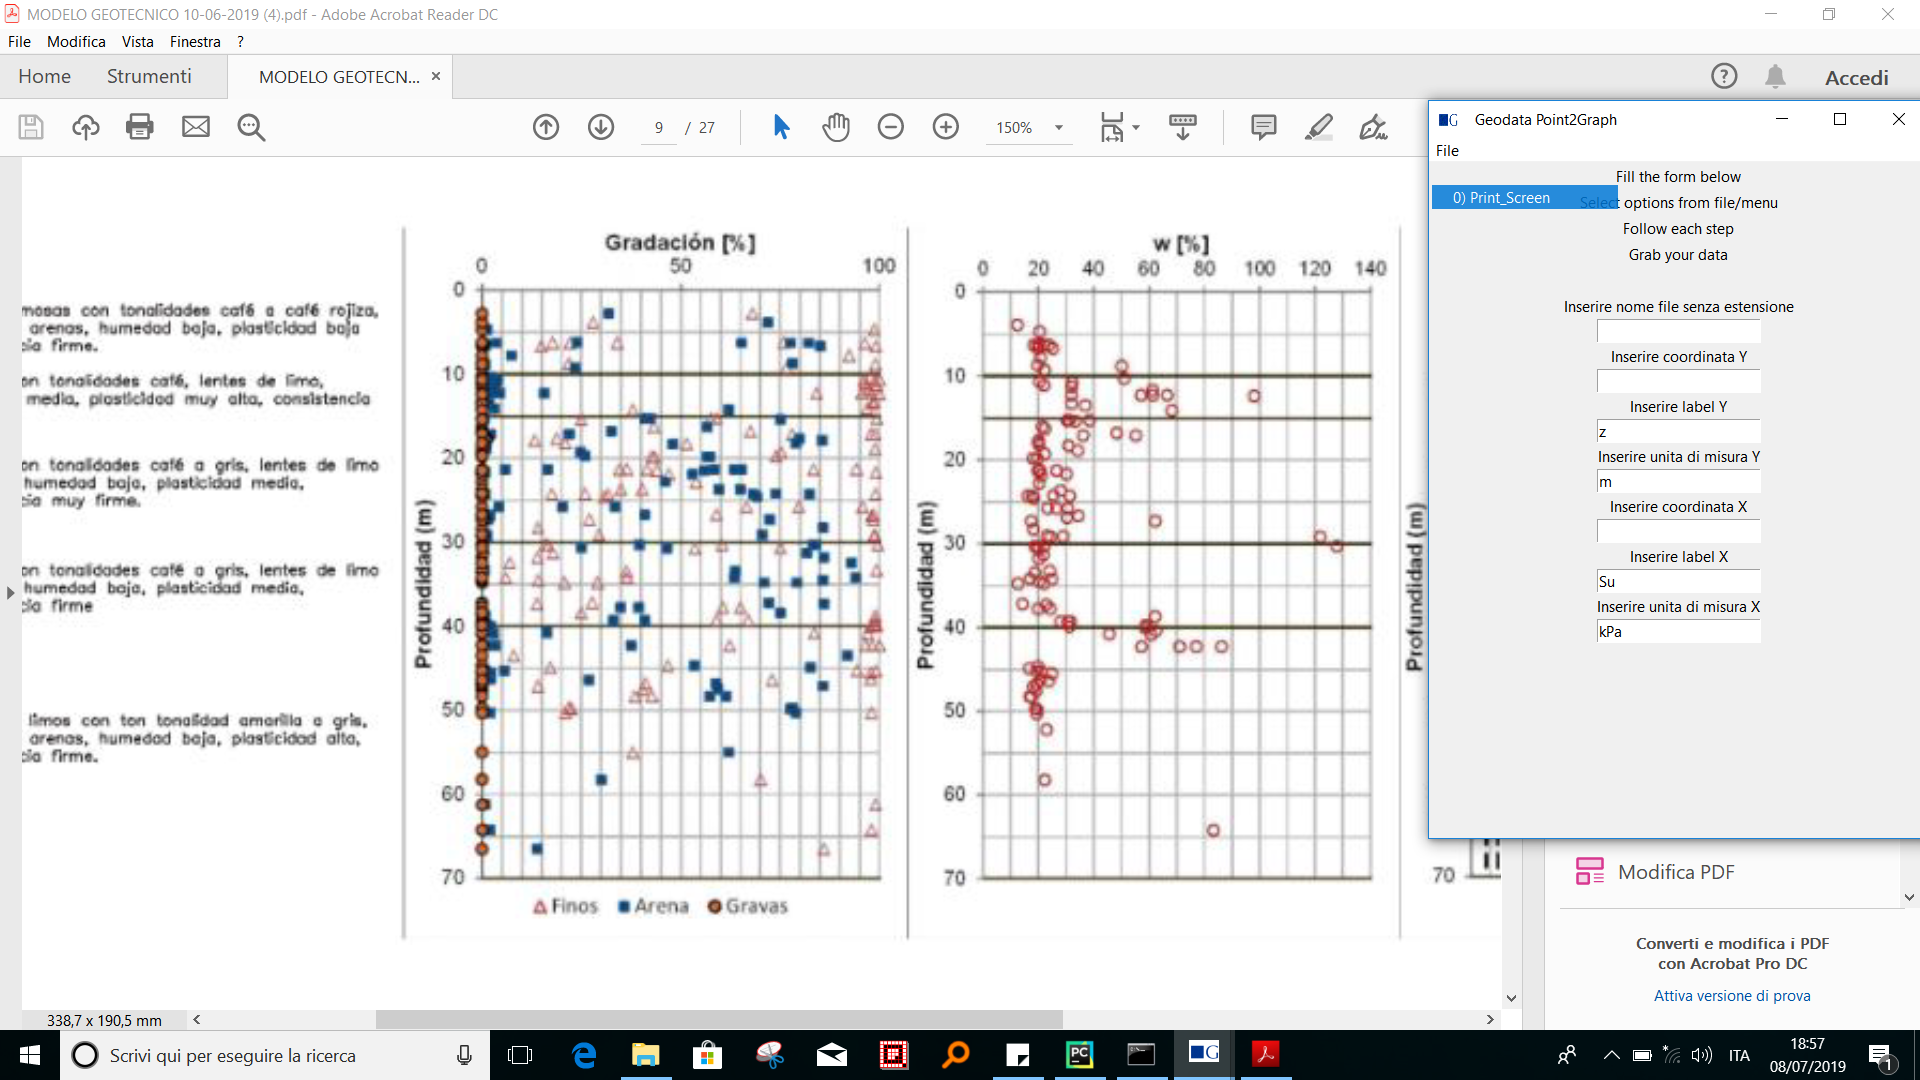 MODELO GEOTECNICO 10-06-2019 (4).pdf - Adobe Acrobat Reader DC
File Modifica Vista Finestra ?
Home Strumenti MODELO GEOTECN... × Accedi
9 / 27 150%
mosas con tonalidades café a café rojiza,
arenas, humedad baja, plasticidad baja
cia firme.
on tonalidades café, lentes de limo,
media, plasticidad muy alta, consistencia
on tonalidades café a gris, lentes de limo
humedad baja, plasticidad media,
cia muy firme.
on tonalidades café a gris, lentes de limo
humedad baja, plasticidad media,
cia firme
limos con ton tonalidad amarilla a gris,
arenas, humedad baja, plasticidad alta,
cia firme.
Gradación [%]
0 50 100
0
10
20
30
40
50
60
70
Profundidad (m)
Finos Arena Gravas
w [%]
0 20 40 60 80 100 120 140
0
10
20
30
40
50
60
70
Profundidad (m)
Profundidad (m)
70
G Geodata Point2Graph
File
Fill the form below
0) Print_Screen
Select options from file/menu
Follow each step
Grab your data
Inserire nome file senza estensione
Inserire coordinata Y
Inserire label Y
z
Inserire unita di misura Y
m
Inserire coordinata X
Inserire label X
Su
Inserire unita di misura X
kPa
Modifica PDF
Converti e modifica i PDF
con Acrobat Pro DC
Attiva versione di prova
338,7 x 190,5 mm
Scrivi qui per eseguire la ricerca
PC
G
ITA
18:57
08/07/2019
1